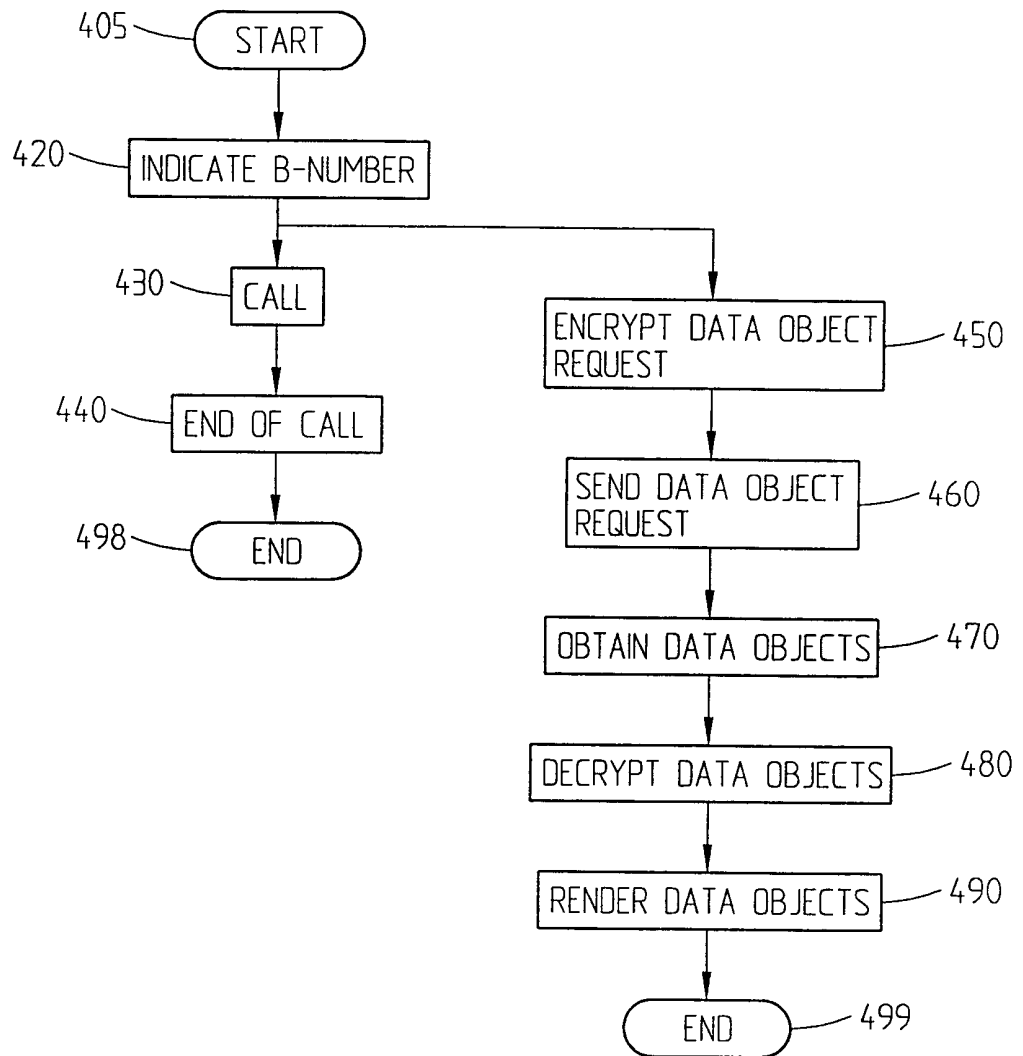 405
START
420
INDICATE B-NUMBER
430
CALL
440
END OF CALL
498
END
ENCRYPT DATA OBJECT
REQUEST
450
SEND DATA OBJECT
REQUEST
460
OBTAIN DATA OBJECTS
470
DECRYPT DATA OBJECTS
480
RENDER DATA OBJECTS
490
END
499